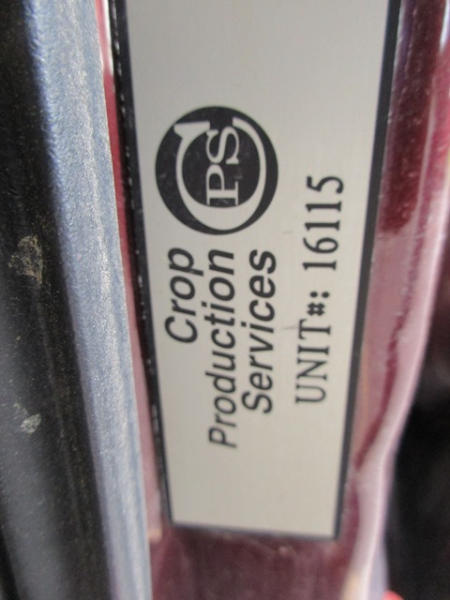 CPS
Crop
Production
Services
UNIT#: 16115